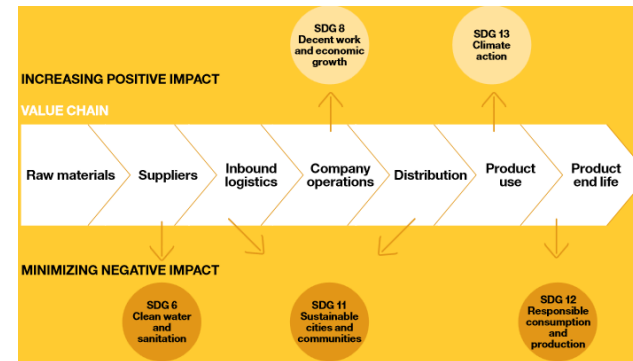 SDG 8
Decent work
and economic
growth
SDG 13
Climate
action
INCREASING POSITIVE IMPACT
VALUE CHAIN
Raw materials
Suppliers
Inbound
logistics
Company
operations
Distribution
Product
use
Product
end life
MINIMIZING NEGATIVE IMPACT
SDG 6
Clean water
and
sanitation
SDG 11
Sustainable
cities and
communities
SDG 12
Responsible
consumption
and
production